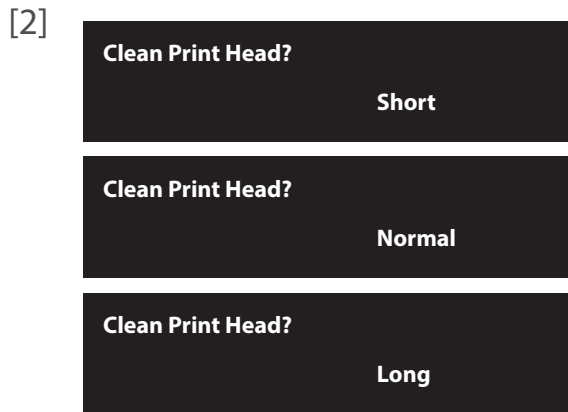 [2]
Clean Print Head?
Short
Clean Print Head?
Normal
Clean Print Head?
Long